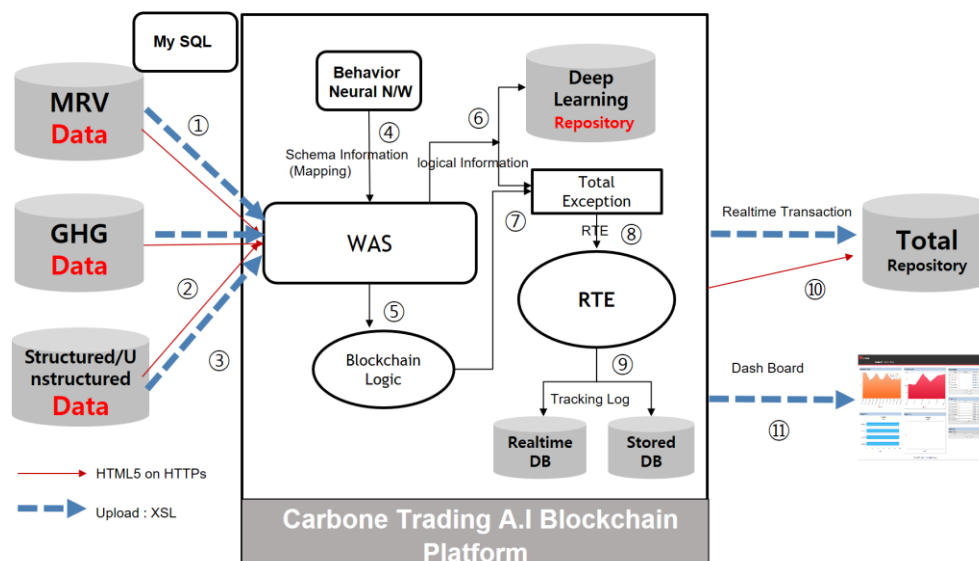 My SQL
MRV
Data
①
GHG
Data
②
③
Structured/U
nstructured
Data
HTML5 on HTTPs
Upload : XSL
Behavior
Neural N/W
④
Schema Information
(Mapping)
WAS
⑤
Blockchain
Logic
⑥
logical Information
Deep
Learning
Repository
Total
Exception
⑦
RTE
⑧
RTE
⑨
Tracking Log
Realtime
DB
Stored
DB
Carbone Trading A.I Blockchain
Platform
Realtime Transaction
⑩
Total
Repository
Dash Board
⑪